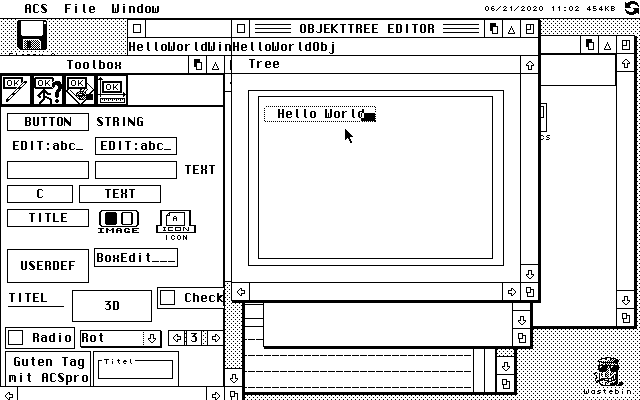 ACS File Window 06/21/2020 11:02 454KB
OBJEKTTREE EDITOR
HelloWorldWin HelloWorldObj
Tree
Hello World
Toolbox
OK OK OK OK
BUTTON STRING
EDIT:abc_ EDIT:abc_
TEXT
C TEXT
TITLE IMAGE ICON
ICON
USERDEF BoxEdit___
TITEL 3D Check
Radio Rot 3
Guten Tag
mit ACSpro
Titel
Wastebin